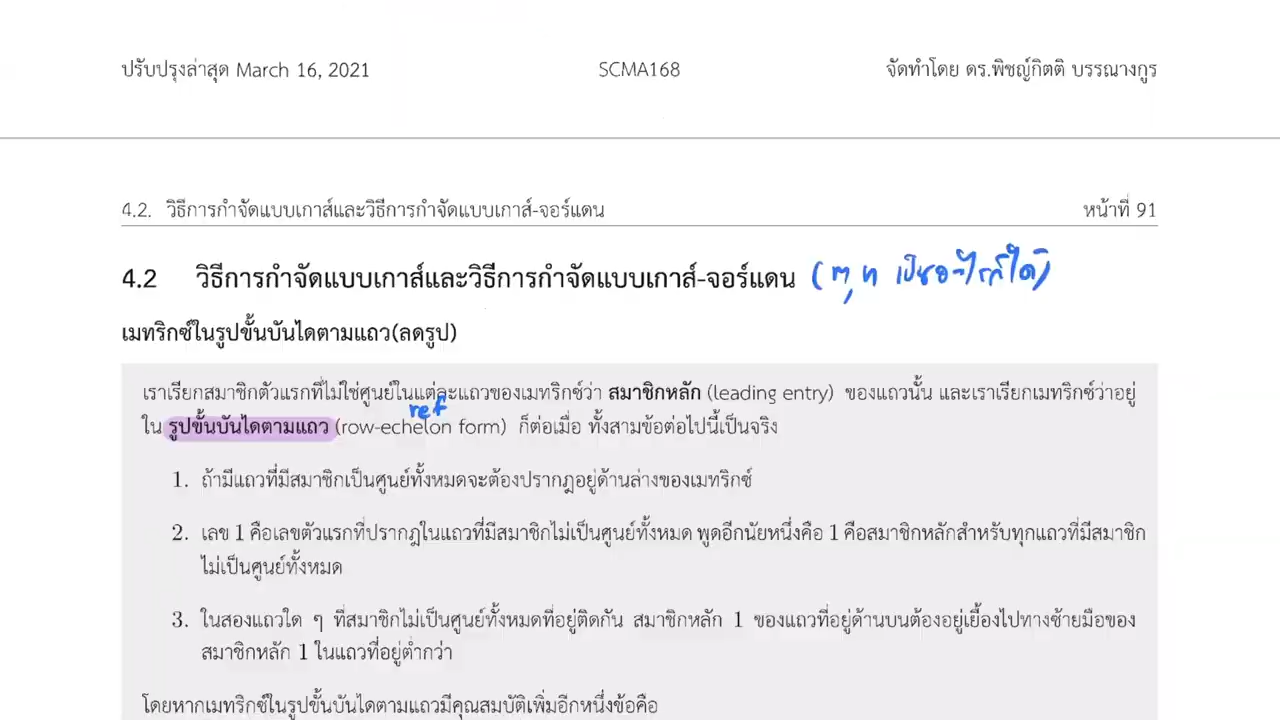 ปรับปรุงล่าสุด March 16, 2021 SCMA168 จัดทำโดย ดร.พิชญ์กิตติ บรรณางกูร
4.2. วิธีการกำจัดแบบเกาส์และวิธีการกำจัดแบบเกาส์-จอร์แดน หน้าที่ 91
4.2 วิธีการกำจัดแบบเกาส์และวิธีการกำจัดแบบเกาส์-จอร์แดน (m, n เป็นอะไรก็ได้)
เมทริกซ์ในรูปขั้นบันไดตามแถว(ลดรูป)
เราเรียกสมาชิกตัวแรกที่ไม่ใช่ศูนย์ในแต่ละแถวของเมทริกซ์ว่า สมาชิกหลัก (leading entry) ของแถวนั้น และเราเรียกเมทริกซ์ว่าอยู่
ref
ใน รูปขั้นบันไดตามแถว (row-echelon form) ก็ต่อเมื่อ ทั้งสามข้อต่อไปนี้เป็นจริง
1. ถ้ามีแถวที่มีสมาชิกเป็นศูนย์ทั้งหมดจะต้องปรากฏอยู่ด้านล่างของเมทริกซ์
2. เลข 1 คือเลขตัวแรกที่ปรากฏในแถวที่มีสมาชิกไม่เป็นศูนย์ทั้งหมด พูดอีกนัยหนึ่งคือ 1 คือสมาชิกหลักสำหรับทุกแถวที่มีสมาชิก
ไม่เป็นศูนย์ทั้งหมด
3. ในสองแถวใด ๆ ที่สมาชิกไม่เป็นศูนย์ทั้งหมดที่อยู่ติดกัน สมาชิกหลัก 1 ของแถวที่อยู่ด้านบนต้องอยู่เยื้องไปทางซ้ายมือของ
สมาชิกหลัก 1 ในแถวที่อยู่ต่ำกว่า
โดยหากเมทริกซ์ในรูปขั้นบันไดตามแถวมีคุณสมบัติเพิ่มอีกหนึ่งข้อคือ